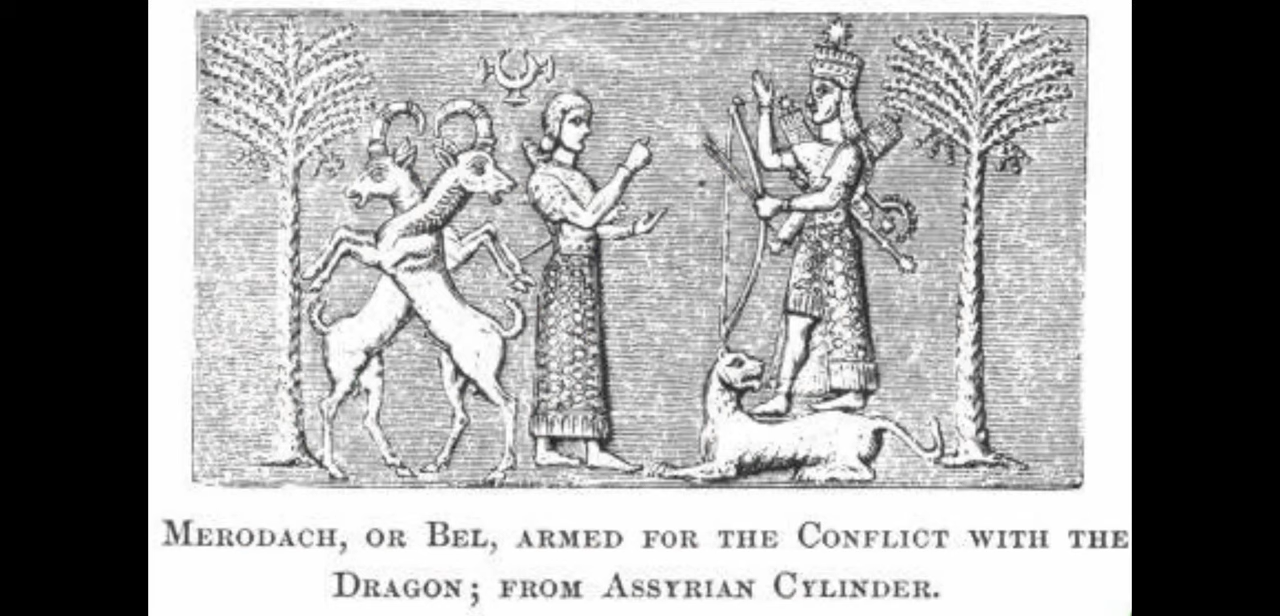 Merodach, or Bel, armed for the Conflict with the
Dragon; from Assyrian Cylinder.